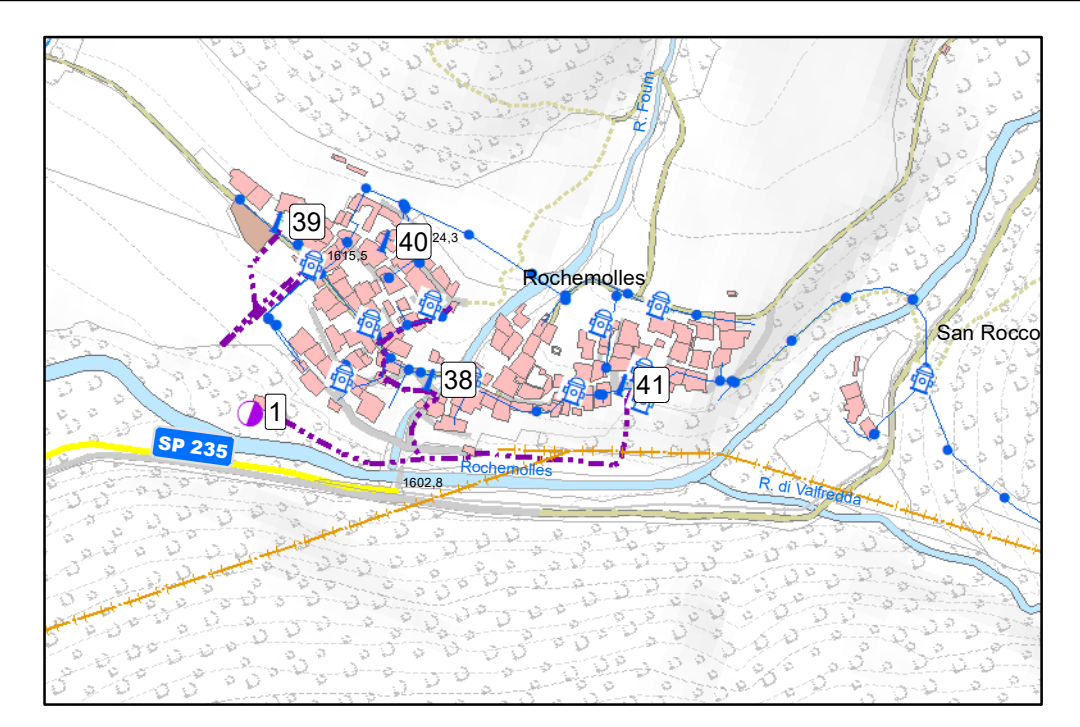 R. Foum
39
40
24,3
1615,5
Rochemolles
San Rocco
38
41
1
SP 235
Rochemolles
1602,8
R. di Valfredda